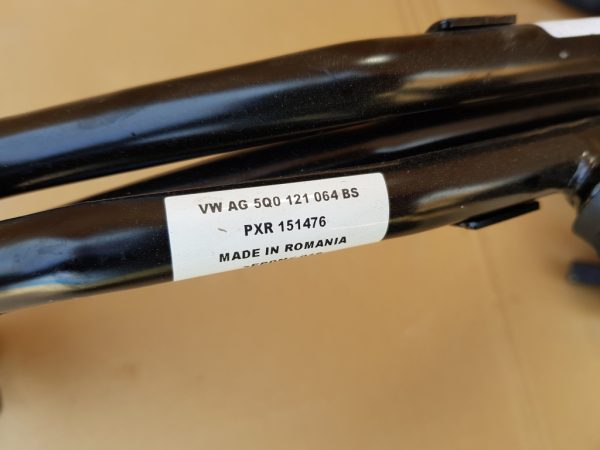 VW AG 5Q0 121 064 BS
PXR 151476
MADE IN ROMANIA